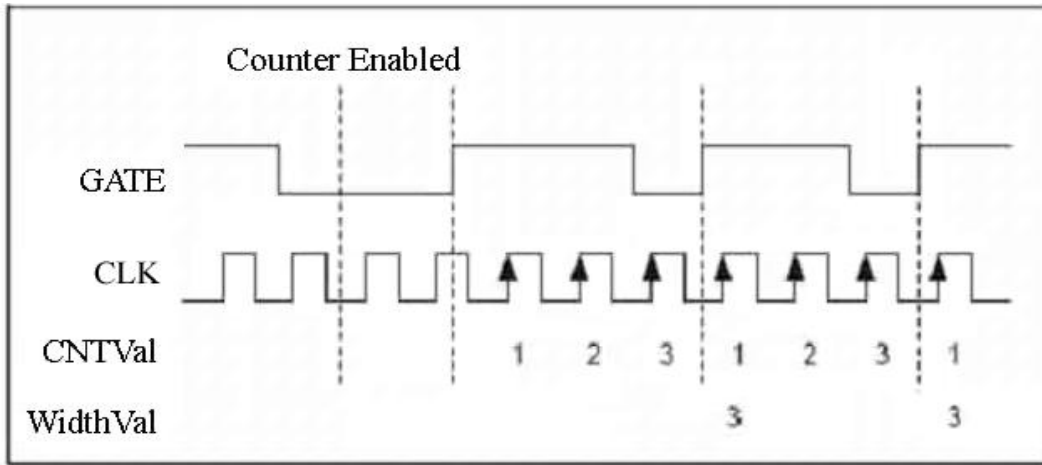 Counter Enabled
GATE
CLK
CNTVal 1 2 3 1 2 3 1
WidthVal 3 3